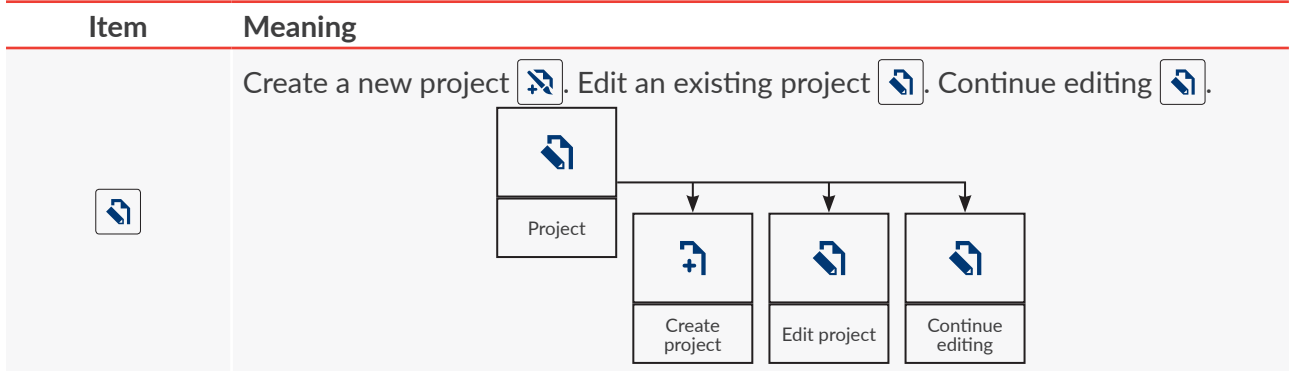 Item Meaning
Create a new project . Edit an existing project . Continue editing .
Project
Create
project
Edit project
Continue
editing